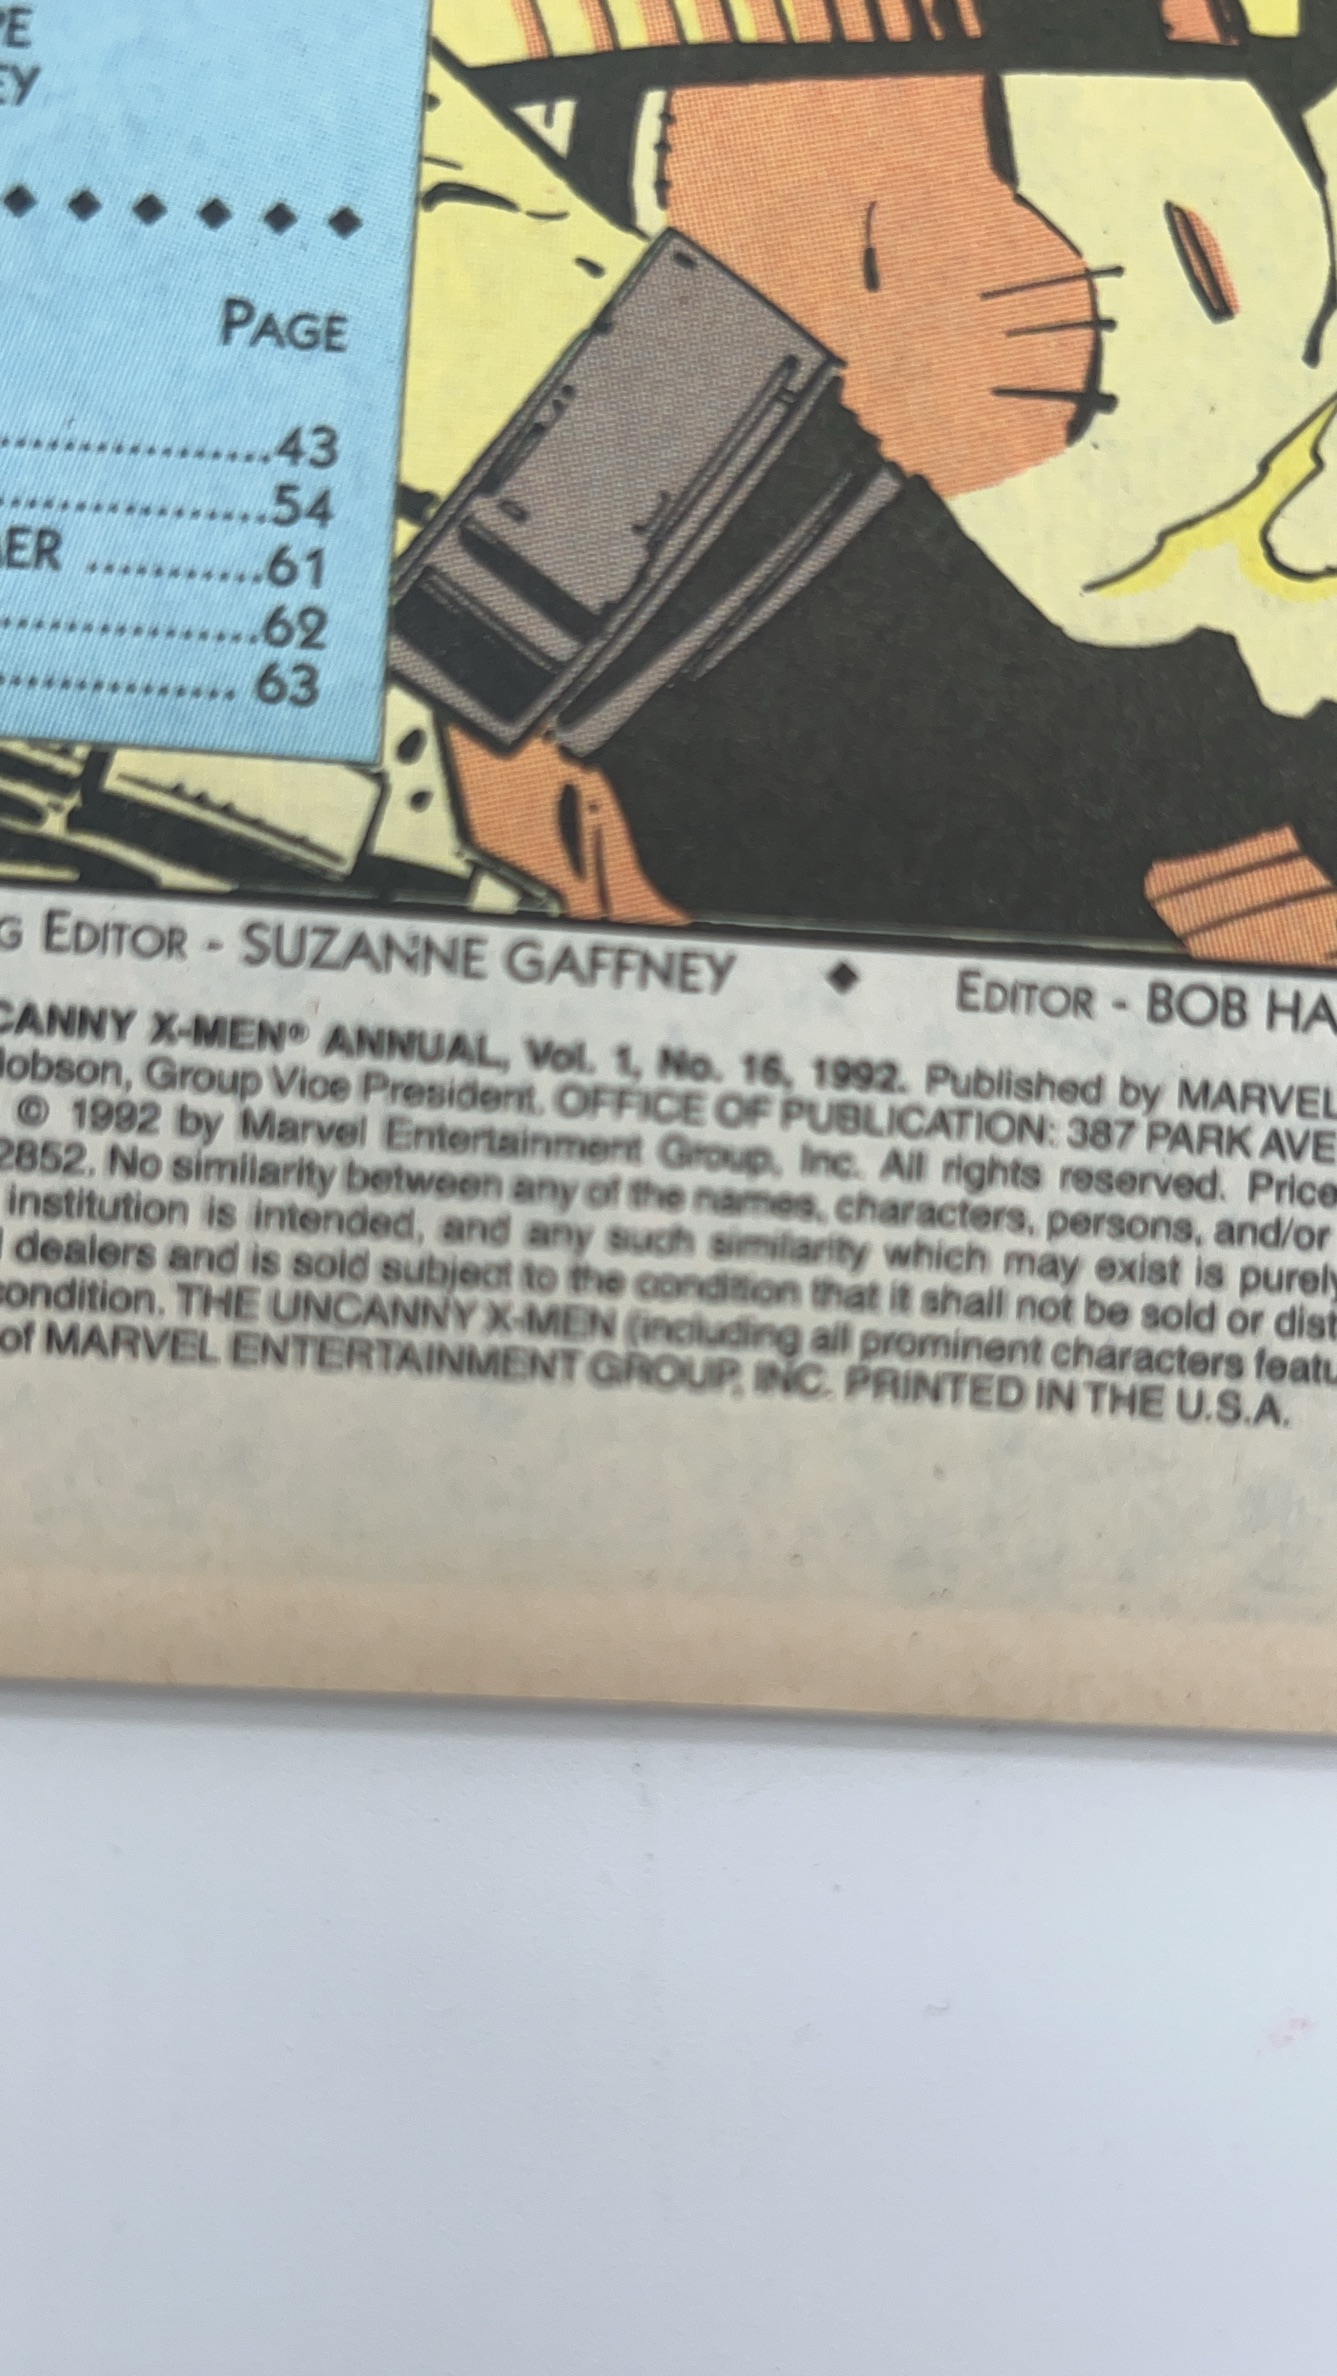 PE
EY
PAGE
43
54
ER ...........61
62
63
G EDITOR - SUZANNE GAFFNEY ◆ EDITOR - BOB HA
CANNY X-MEN® ANNUAL, Vol. 1, No. 16, 1992. Published by MARVEL
Hobson, Group Vice President. OFFICE OF PUBLICATION: 387 PARK AVE
© 1992 by Marvel Entertainment Group, Inc. All rights reserved. Price
2852. No similarity between any of the names, characters, persons, and/or
institution is intended, and any such similarity which may exist is purely
dealers and is sold subject to the condition that it shall not be sold or dist
condition. THE UNCANNY X-MEN (including all prominent characters featu
of MARVEL ENTERTAINMENT GROUP, INC. PRINTED IN THE U.S.A.